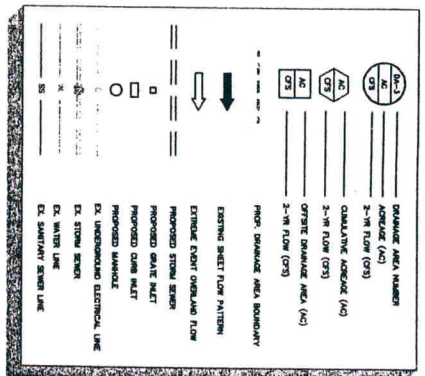 DA-3
AC
CFS
DRAINAGE AREA NUMBER
ACREAGE (AC)
2-YR FLOW (CFS)
AC
CFS
CUMULATIVE ACREAGE (AC)
2-YR FLOW (CFS)
AC
CFS
OFFSITE DRAINAGE AREA (AC)
2-YR FLOW (CFS)
PROP. DRAINAGE AREA BOUNDARY
EXISTING SHEET FLOW PATTERN
EXTREME EVENT OVERLAND FLOW
PROPOSED STORM SEWER
PROPOSED GRATE INLET
PROPOSED CURB INLET
PROPOSED MANHOLE
EX. UNDERGROUND ELECTRICAL LINE
EX. STORM SEWER
EX. WATER LINE
SS EX. SANITARY SEWER LINE